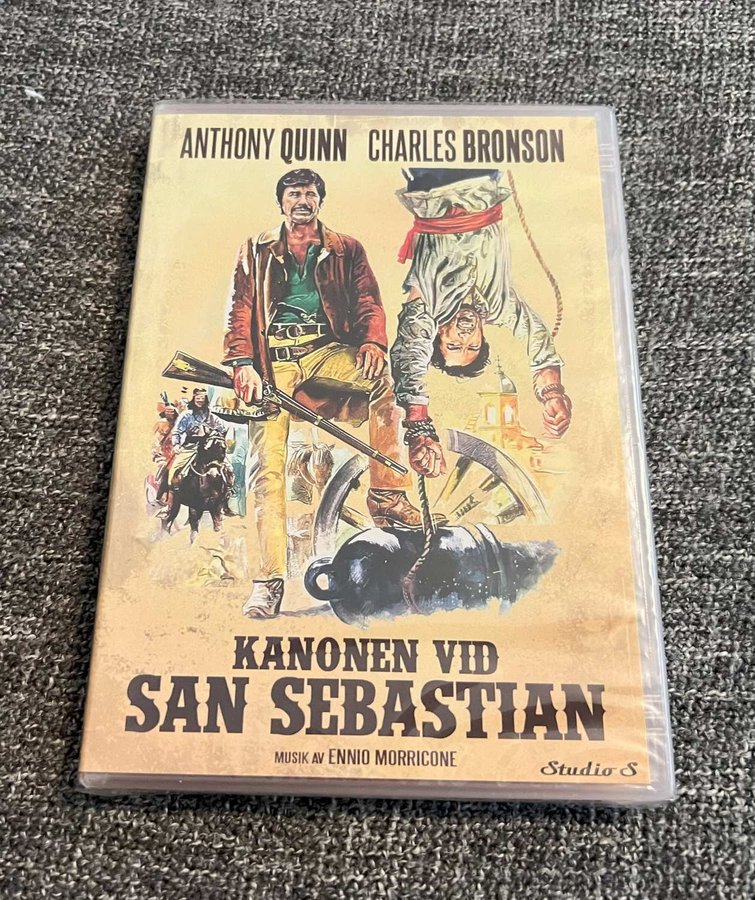 ANTHONY QUINN CHARLES BRONSON
KANONEN VID
SAN SEBASTIAN
MUSIK AV ENNIO MORRICONE
Studio S